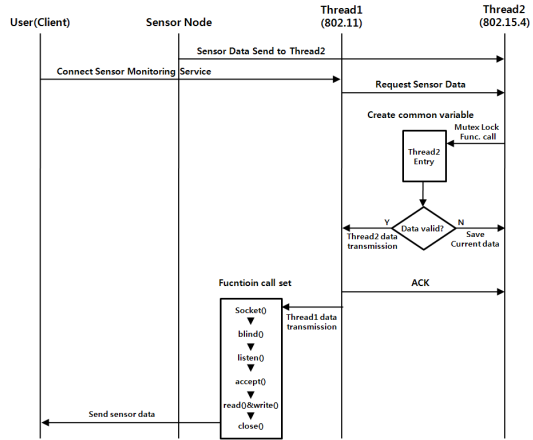 User(Client)
Sensor Node
Thread1
(802.11)
Thread2
(802.15.4)
Sensor Data Send to Thread2
Connect Sensor Monitoring Service
Request Sensor Data
Create common variable
Mutex Lock
Func. call
Thread2
Entry
Y
Data valid?
N
Thread2 data
transmission
Save
Current data
ACK
Fucntioin call set
Thread1 data
transmission
Socket()
blind()
listen()
accept()
read()&write()
close()
Send sensor data